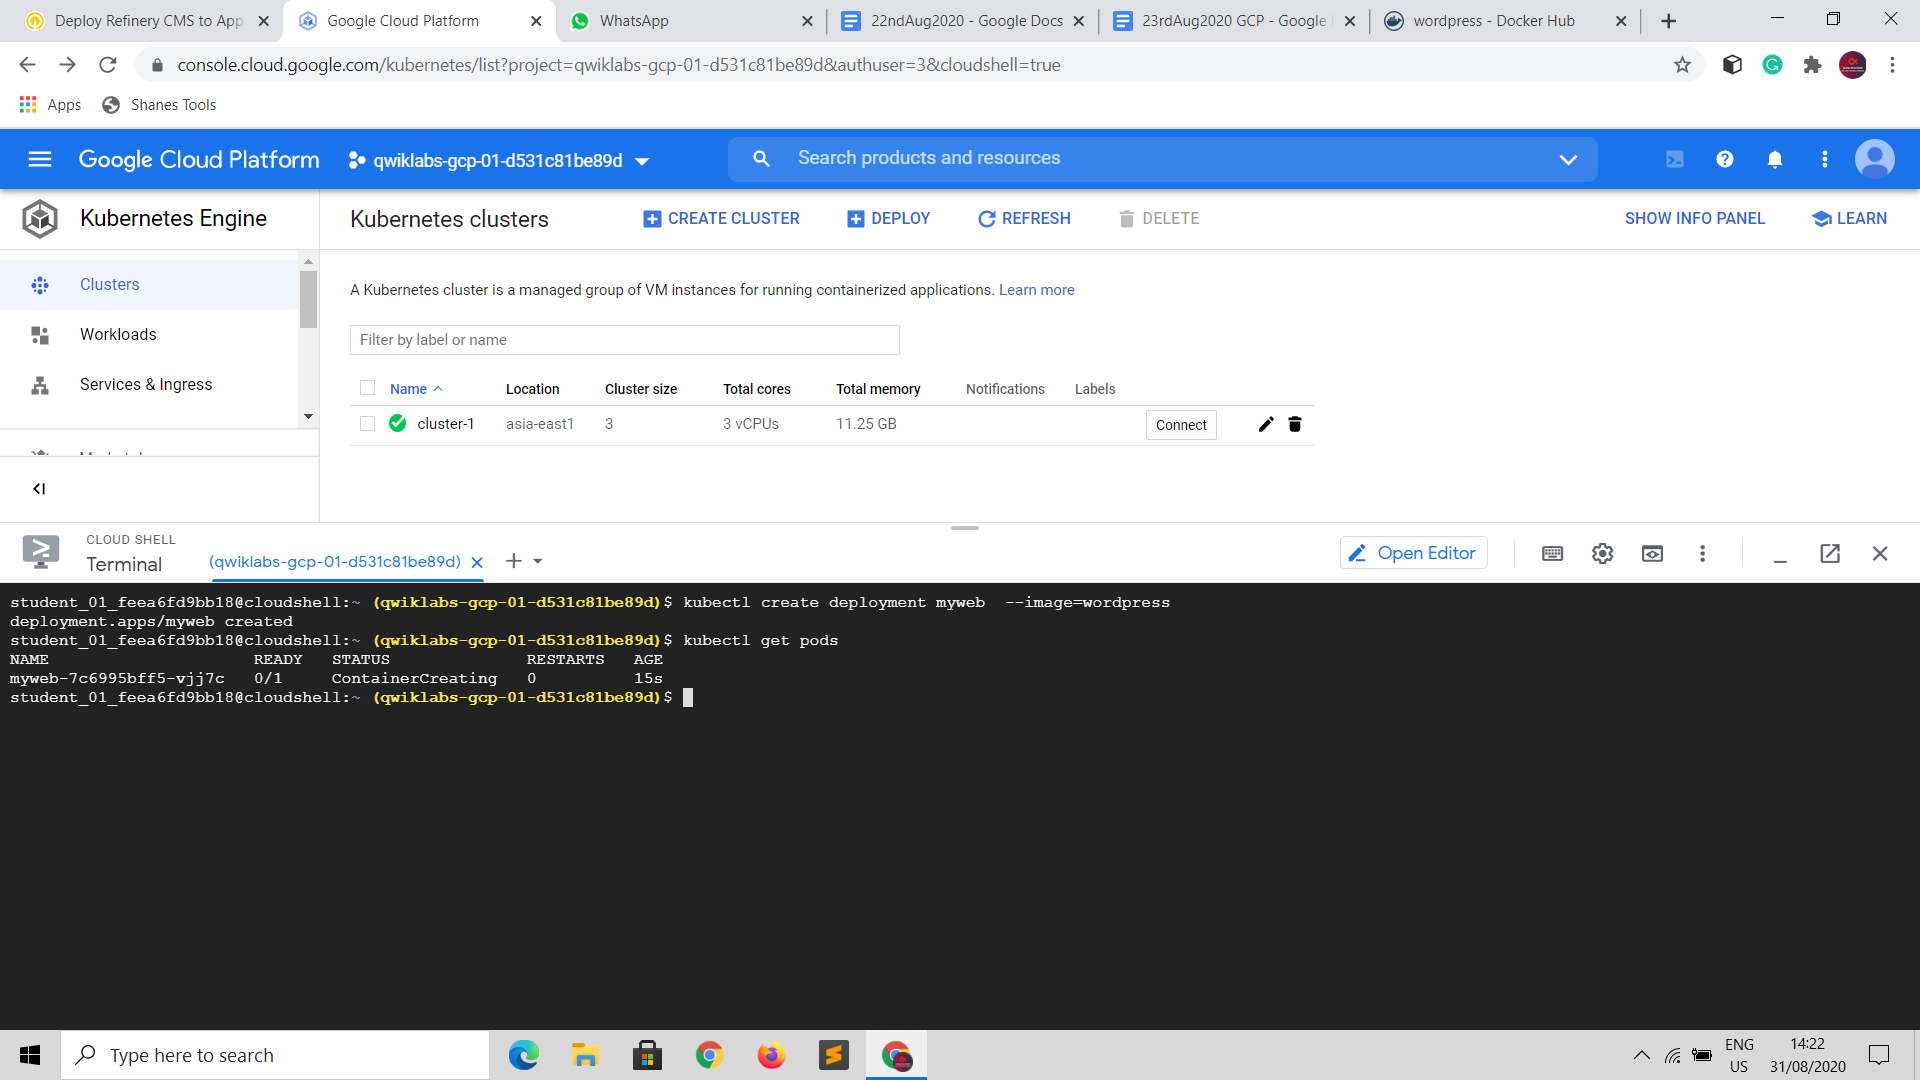 Deploy Refinery CMS to App
Google Cloud Platform
WhatsApp
22ndAug2020 - Google Docs
23rdAug2020 GCP - Google
wordpress - Docker Hub
console.cloud.google.com/kubernetes/list?project=qwiklabs-gcp-01-d531c81be89d&authuser=3&cloudshell=true
Apps
Shanes Tools
Google Cloud Platform
qwiklabs-gcp-01-d531c81be89d
Search products and resources
Kubernetes Engine
Kubernetes clusters
CREATE CLUSTER
DEPLOY
REFRESH
DELETE
SHOW INFO PANEL
LEARN
Clusters
Workloads
Services & Ingress
A Kubernetes cluster is a managed group of VM instances for running containerized applications. Learn more
Filter by label or name
Name Location Cluster size Total cores Total memory Notifications Labels
cluster-1 asia-east1 3 3 vCPUs 11.25 GB Connect
CLOUD SHELL
Terminal
(qwiklabs-gcp-01-d531c81be89d)
Open Editor
student_01_feea6fd9bb18@cloudshell:~ (qwiklabs-gcp-01-d531c81be89d)$ kubectl create deployment myweb  --image=wordpress
deployment.apps/myweb created
student_01_feea6fd9bb18@cloudshell:~ (qwiklabs-gcp-01-d531c81be89d)$ kubectl get pods
NAME READY STATUS RESTARTS AGE
myweb-7c6995bff5-vjj7c 0/1 ContainerCreating 0 15s
student_01_feea6fd9bb18@cloudshell:~ (qwiklabs-gcp-01-d531c81be89d)$
Type here to search
ENG
US
14:22
31/08/2020